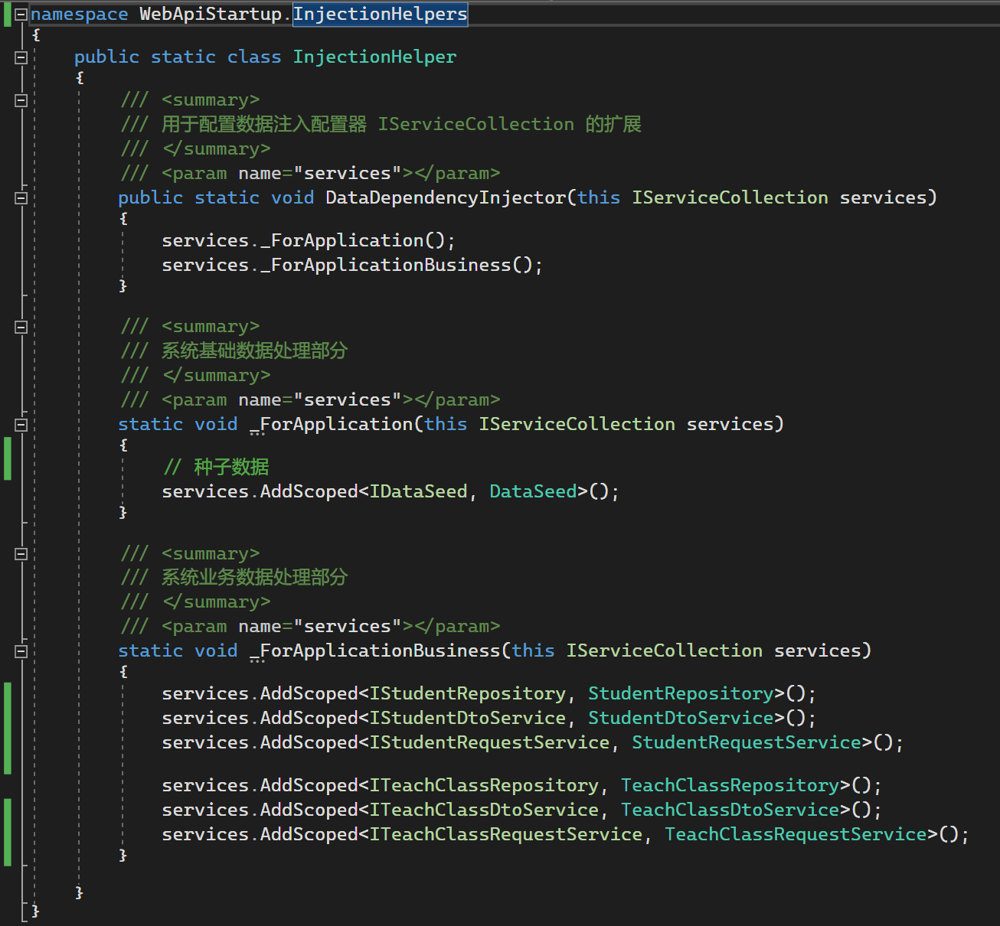 namespace WebApiStartup.InjectionHelpers
{
    public static class InjectionHelper
    {
        /// <summary>
        /// 用于配置数据注入配置器 IServiceCollection 的扩展
        /// </summary>
        /// <param name="services"></param>
        public static void DataDependencyInjector(this IServiceCollection services)
        {
            services._ForApplication();
            services._ForApplicationBusiness();
        }

        /// <summary>
        /// 系统基础数据处理部分
        /// </summary>
        /// <param name="services"></param>
        static void _ForApplication(this IServiceCollection services)
        {
            // 种子数据
            services.AddScoped<IDataSeed, DataSeed>();
        }

        /// <summary>
        /// 系统业务数据处理部分
        /// </summary>
        /// <param name="services"></param>
        static void _ForApplicationBusiness(this IServiceCollection services)
        {
            services.AddScoped<IStudentRepository, StudentRepository>();
            services.AddScoped<IStudentDtoService, StudentDtoService>();
            services.AddScoped<IStudentRequestService, StudentRequestService>();

            services.AddScoped<ITeachClassRepository, TeachClassRepository>();
            services.AddScoped<ITeachClassDtoService, TeachClassDtoService>();
            services.AddScoped<ITeachClassRequestService, TeachClassRequestService>();
        }

    }
}